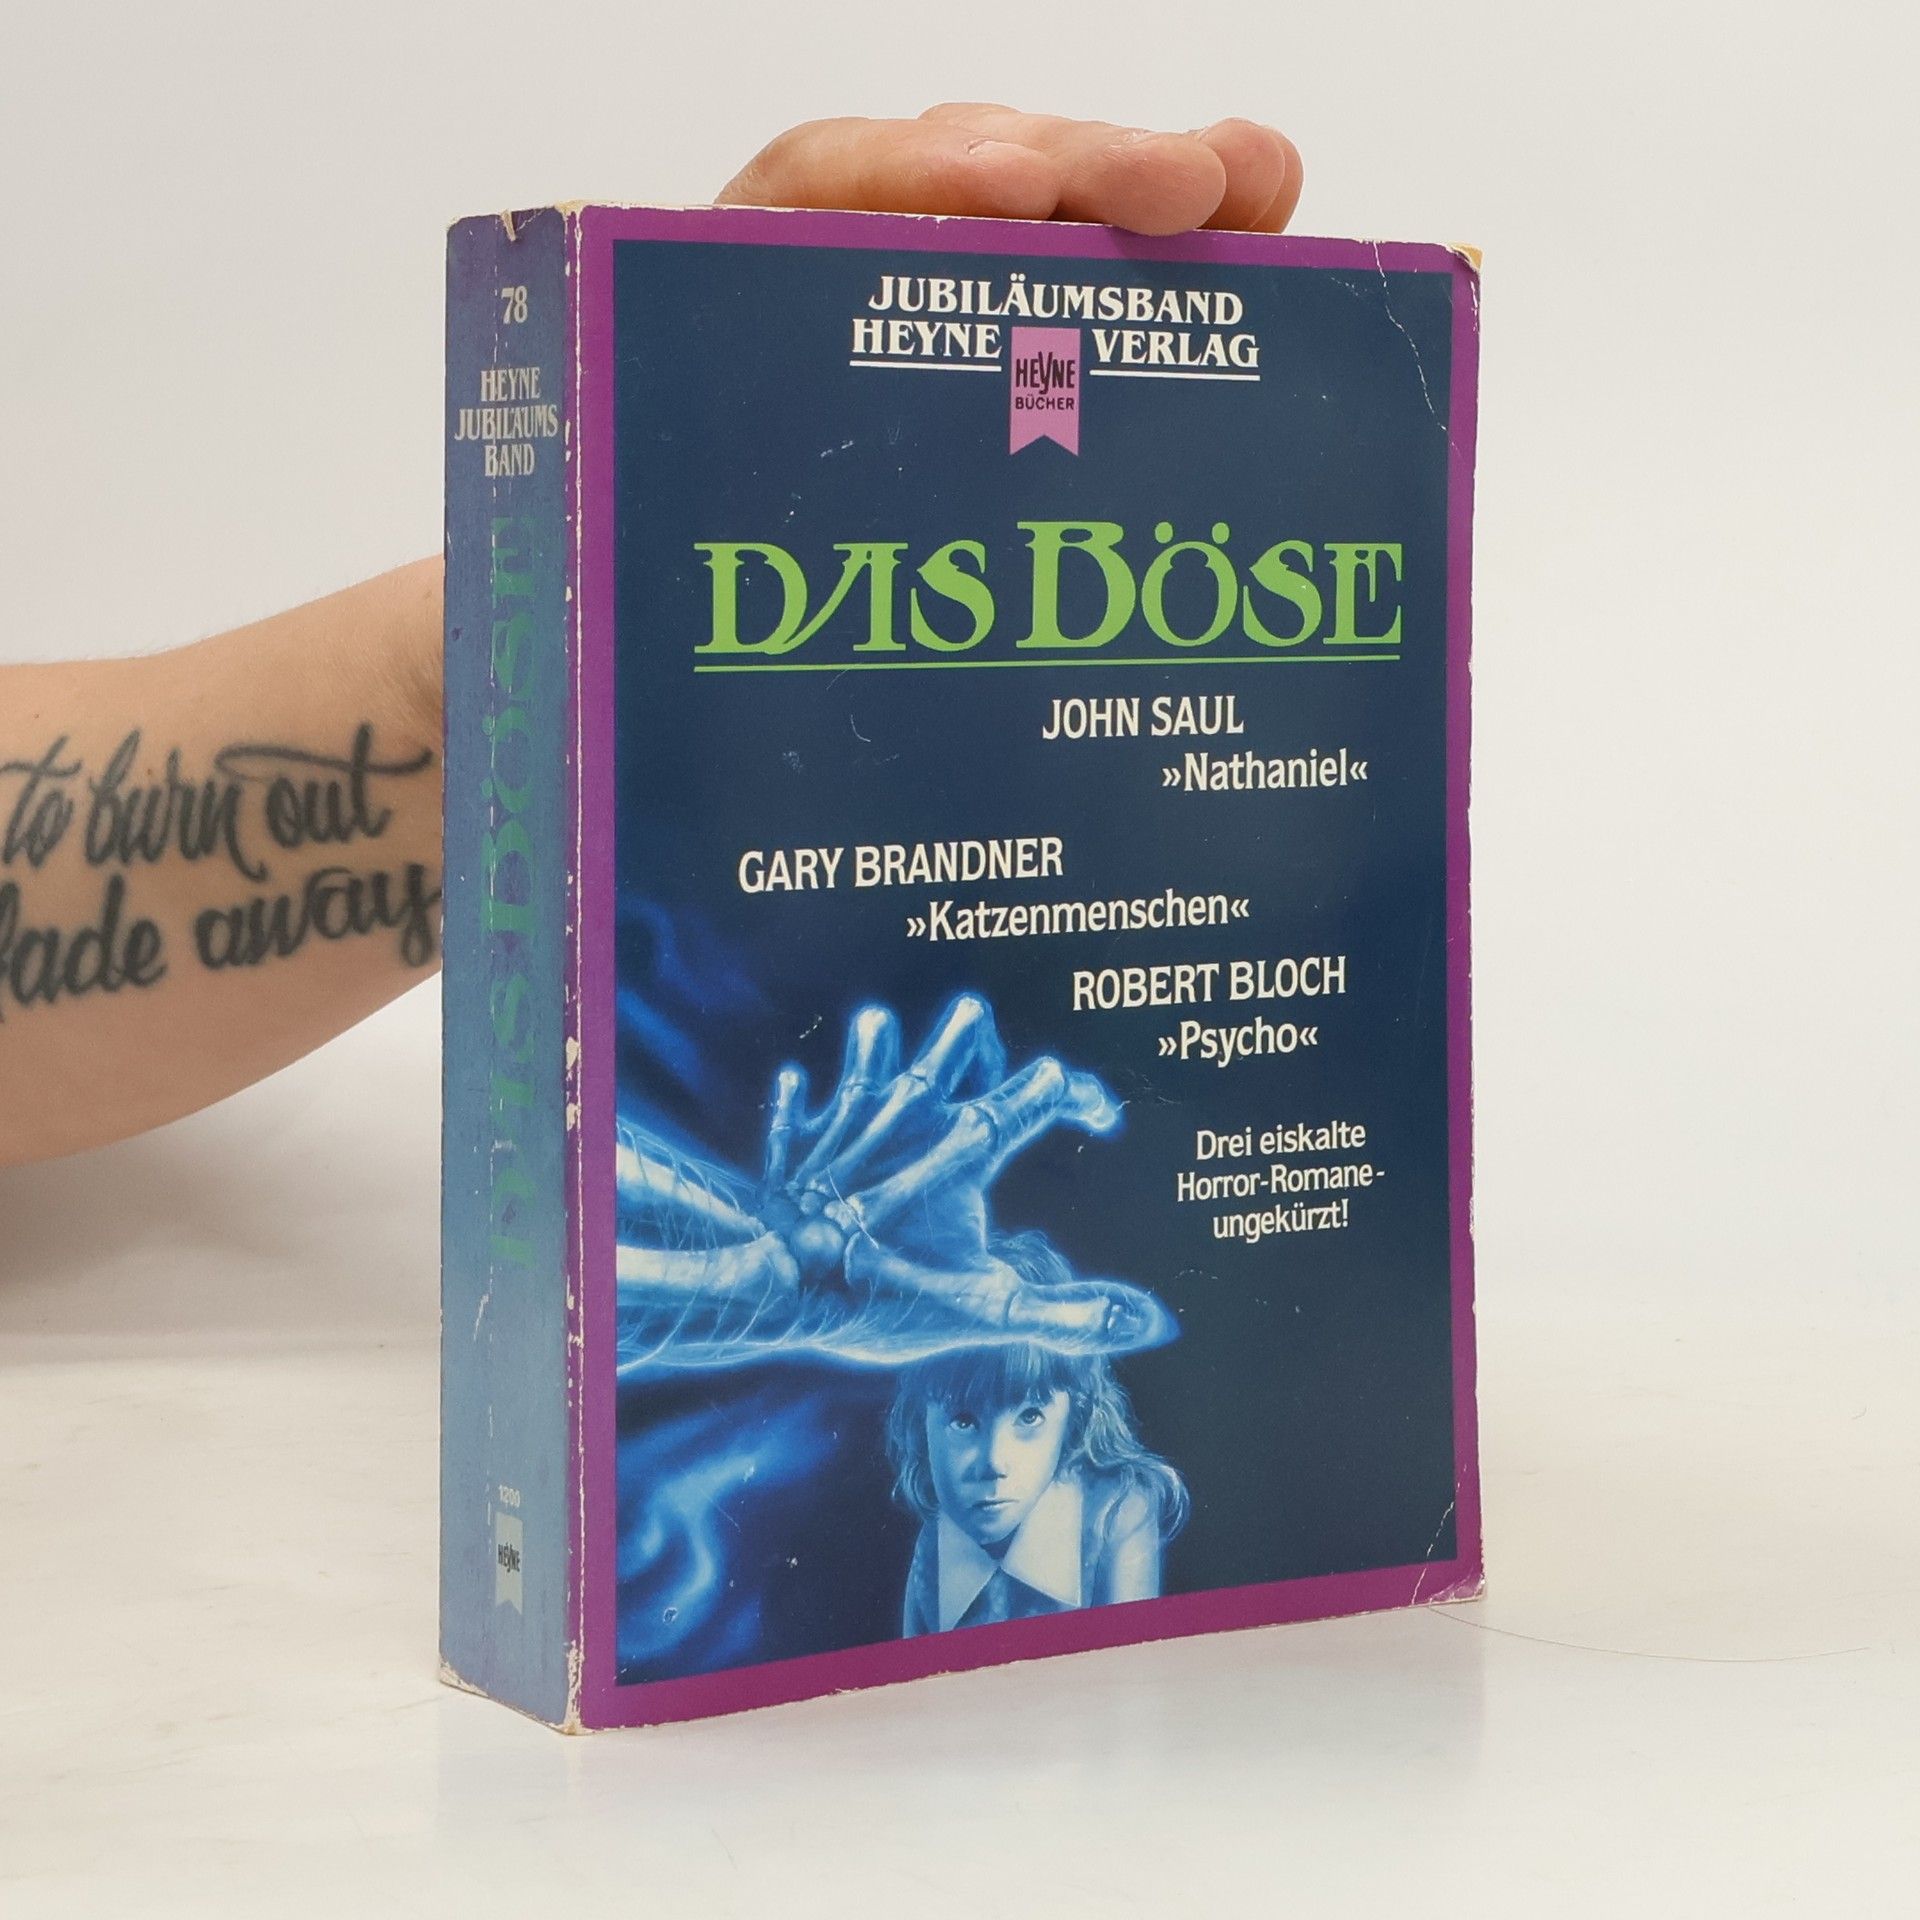 to burn out
fade away
78
HEYNE
JUBILÄUMS
BAND
DAS BÖSE
1200
HEYNE
JUBILÄUMSBAND
HEYNE VERLAG
HEYNE
BÜCHER
DAS BÖSE
JOHN SAUL
»Nathaniel«
GARY BRANDNER
»Katzenmenschen«
ROBERT BLOCH
»Psycho«
Drei eiskalte
Horror-Romane-
ungekürzt!